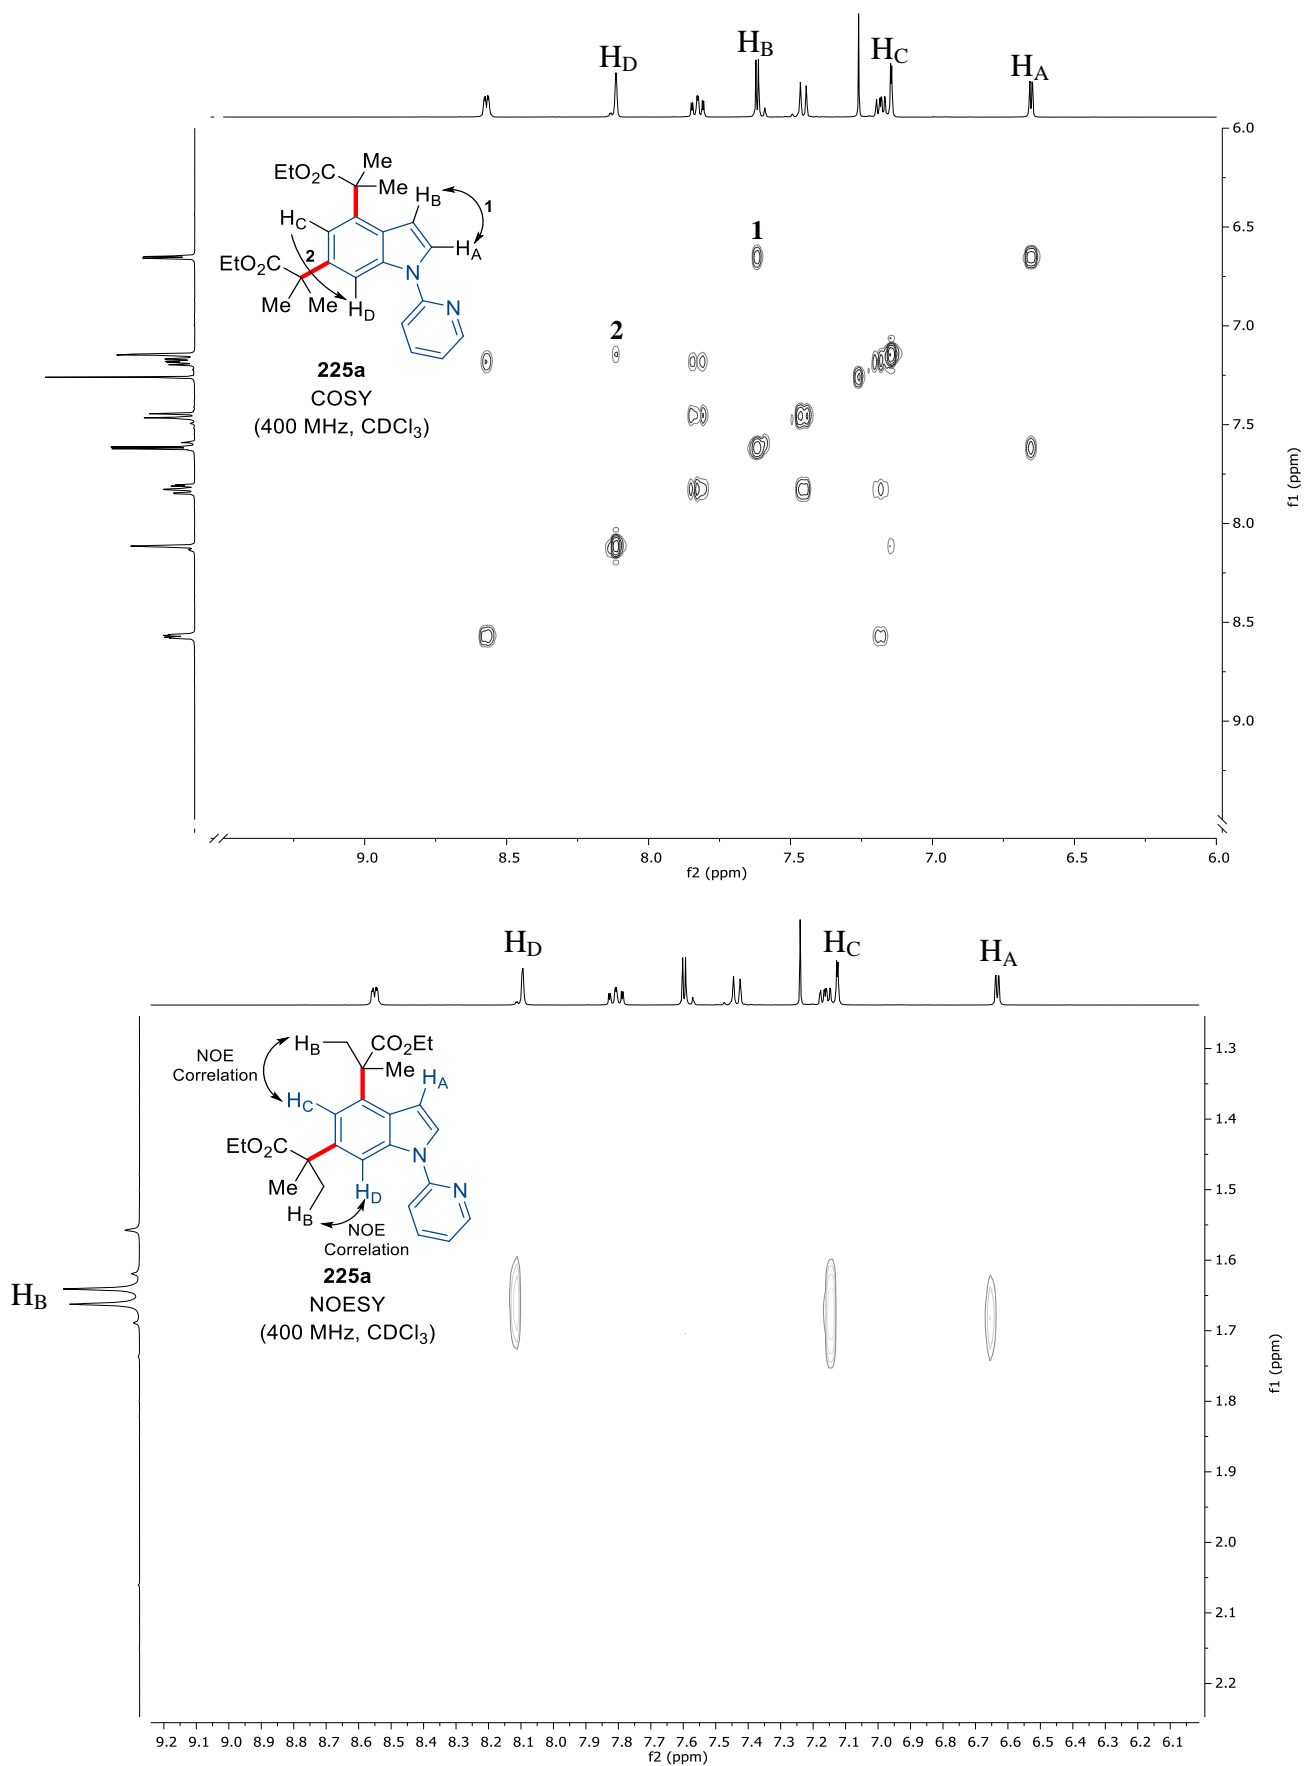 H_D
H_B
H_C
H_A
6.0
EtO₂C
Me
Me
H_B
1
H_C
2
H_A
EtO₂C
N
Me
Me
H_D
N
225a
COSY
(400 MHz, CDCl₃)
1
2
6.5
7.0
7.5
8.0
8.5
9.0
f1 (ppm)
9.0 8.5 8.0 7.5 7.0 6.5 6.0
f2 (ppm)
H_D
H_C
H_A
H_B
CO₂Et
Me
NOE
Correlation
H_A
H_C
EtO₂C
N
Me
H_D
N
H_B
NOE
Correlation
225a
NOESY
(400 MHz, CDCl₃)
H_B
1.3
1.4
1.5
1.6
1.7
1.8
1.9
2.0
2.1
2.2
f1 (ppm)
9.2 9.1 9.0 8.9 8.8 8.7 8.6 8.5 8.4 8.3 8.2 8.1 8.0 7.9 7.8 7.7 7.6 7.5 7.4 7.3 7.2 7.1 7.0 6.9 6.8 6.7 6.6 6.5 6.4 6.3 6.2 6.1
f2 (ppm)